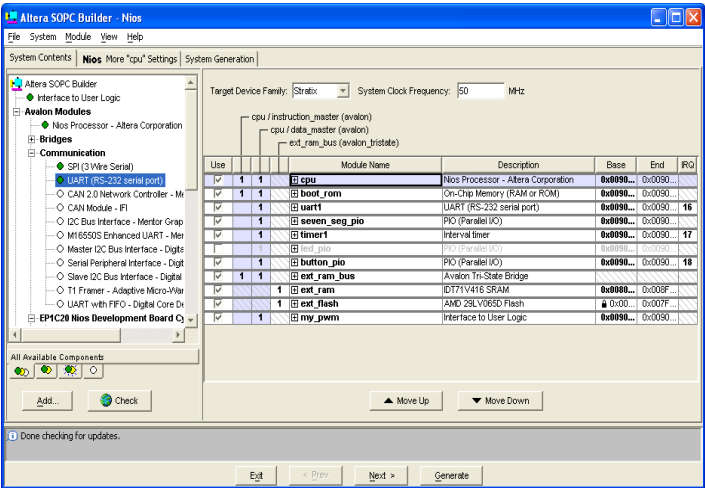 Altera SOPC Builder - Nios
File System Module View Help
System Contents Nios More "cpu" Settings System Generation
Altera SOPC Builder
Interface to User Logic
Avalon Modules
Nios Processor - Altera Corporation
Bridges
Communication
SPI (3 Wire Serial)
UART (RS-232 serial port)
CAN 2.0 Network Controller - Me
CAN Module - IFI
I2C Bus Interface - Mentor Grap
M16550S Enhanced UART - Men
Master I2C Bus Interface - Digita
Serial Peripheral Interface - Digit
Slave I2C Bus Interface - Digital
T1 Framer - Adaptive Micro-War
UART with FIFO - Digital Core De
EP1C20 Nios Development Board Cy
All Available Components
Add... Check
Target Device Family: Stratix System Clock Frequency: 50 MHz
cpu / instruction_master (avalon)
cpu / data_master (avalon)
ext_ram_bus (avalon_tristate)
Use Module Name Description Base End IRQ
1 1 cpu Nios Processor - Altera Corporation 0x0090... 0x0090...
1 1 boot_rom On-Chip Memory (RAM or ROM) 0x0090... 0x0090...
1 uart1 UART (RS-232 serial port) 0x0090... 0x0090... 16
1 seven_seg_pio PIO (Parallel I/O) 0x0090... 0x0090...
1 timer1 Interval timer 0x0090... 0x0090... 17
1 led_pio PIO (Parallel I/O) 0x0090... 0x0090...
1 button_pio PIO (Parallel I/O) 0x0090... 0x0090... 18
1 1 ext_ram_bus Avalon Tri-State Bridge
1 ext_ram IDT71V416 SRAM 0x0080... 0x008F...
1 ext_flash AMD 29LV065D Flash 0x00... 0x007F...
1 my_pwm Interface to User Logic 0x0090... 0x0090...
Move Up Move Down
Done checking for updates.
Exit < Prev Next > Generate